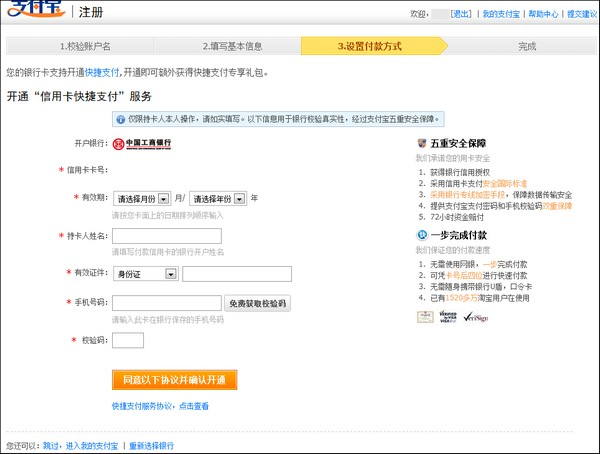 支付宝 | 注册
欢迎, [退出] | 我的支付宝 | 帮助中心 | 提交建议
1.校验账户名
2.填写基本信息
3.设置付款方式
完成
您的银行卡支持开通快捷支付,开通即可额外获得快捷支付专享礼包。
开通“信用卡快捷支付”服务
仅限持卡人本人操作，请如实填写。以下信息用于银行校验真实性，经过支付宝五重安全保障。
开户银行: 中国工商银行
* 信用卡卡号:
* 有效期: 请选择月份 月/ 请选择年份 年
请按您卡面上的日期排列顺序输入
* 持卡人姓名:
请填写付款信用卡的银行开户姓名
* 有效证件: 身份证
* 手机号码: 免费获取校验码
请输入此卡在银行保存的手机号码
* 校验码:
同意以下协议并确认开通
快捷支付服务协议，点击查看
五重安全保障
我们承诺您的用卡安全
1. 获得银行信用授权
2. 采用信用卡支付安全国际标准
3. 采用银行专线加密手段，保障数据传输安全
4. 提供支付宝支付密码和手机校验码双重保障
5. 72小时资金赔付
一步完成付款
我们保证您的付款速度
1. 无需使用网银，一步完成付款
2. 可凭卡号后四位进行快速付款
3. 无需随身携带银行U盾，口令卡
4. 已有1520多万淘宝用户在使用
VERIFIED by VISA VeriSign
您还可以: 跳过，进入我的支付宝 | 重新选择银行